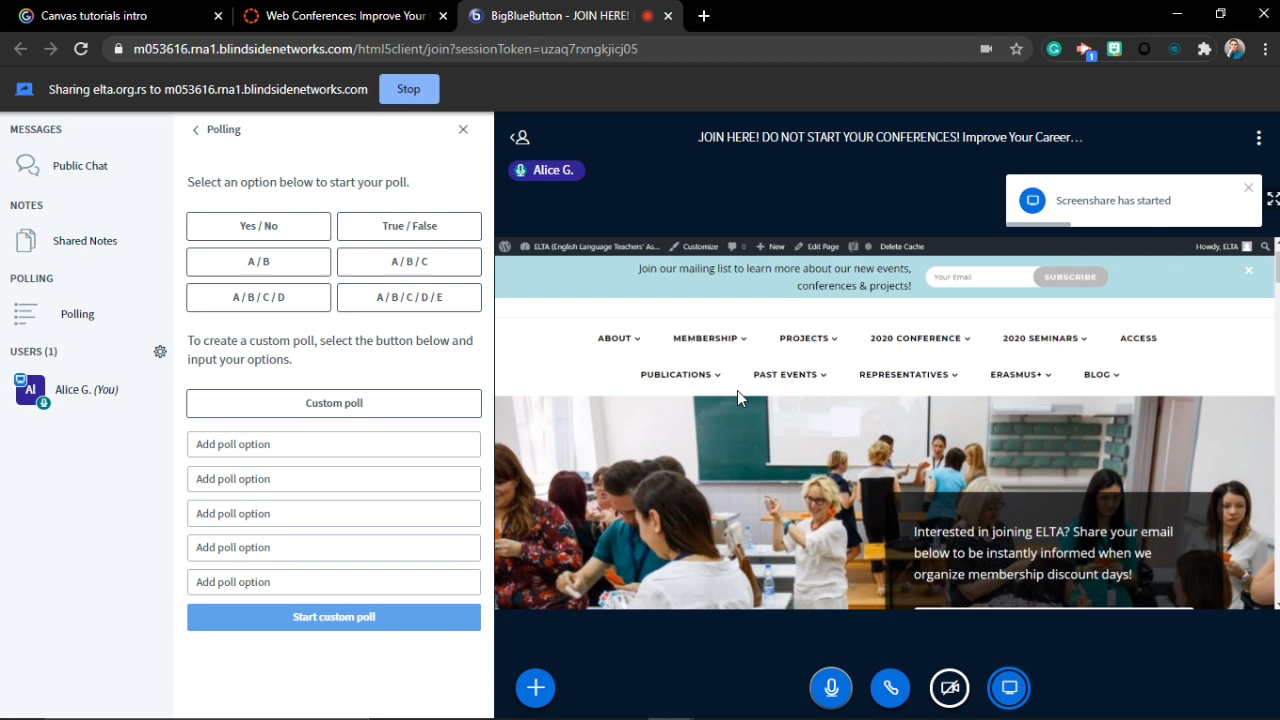 Canvas tutorials intro
Web Conferences: Improve Your
BigBlueButton - JOIN HERE!
m053616.rna1.blindsidenetworks.com/html5client/join?sessionToken=uzaq7rxngkjicj05
1
Sharing elta.org.rs to m053616.rna1.blindsidenetworks.com
Stop
MESSAGES
Public Chat
NOTES
Shared Notes
POLLING
Polling
USERS (1)
Al
Alice G. (You)
Polling
Select an option below to start your poll.
Yes / No
True / False
A / B
A / B / C
A / B / C / D
A / B / C / D / E
To create a custom poll, select the button below and
input your options.
Custom poll
Add poll option
Add poll option
Add poll option
Add poll option
Add poll option
Start custom poll
JOIN HERE! DO NOT START YOUR CONFERENCES! Improve Your Career…
Alice G.
Screenshare has started
ELTA (English Language Teachers' As...
Customize
0
New
Edit Page
Delete Cache
Howdy, ELTA
Join our mailing list to learn more about our new events,
conferences & projects!
Your Email
SUBSCRIBE
ABOUT
MEMBERSHIP
PROJECTS
2020 CONFERENCE
2020 SEMINARS
ACCESS
PUBLICATIONS
PAST EVENTS
REPRESENTATIVES
ERASMUS+
BLOG
Interested in joining ELTA? Share your email
below to be instantly informed when we
organize membership discount days!